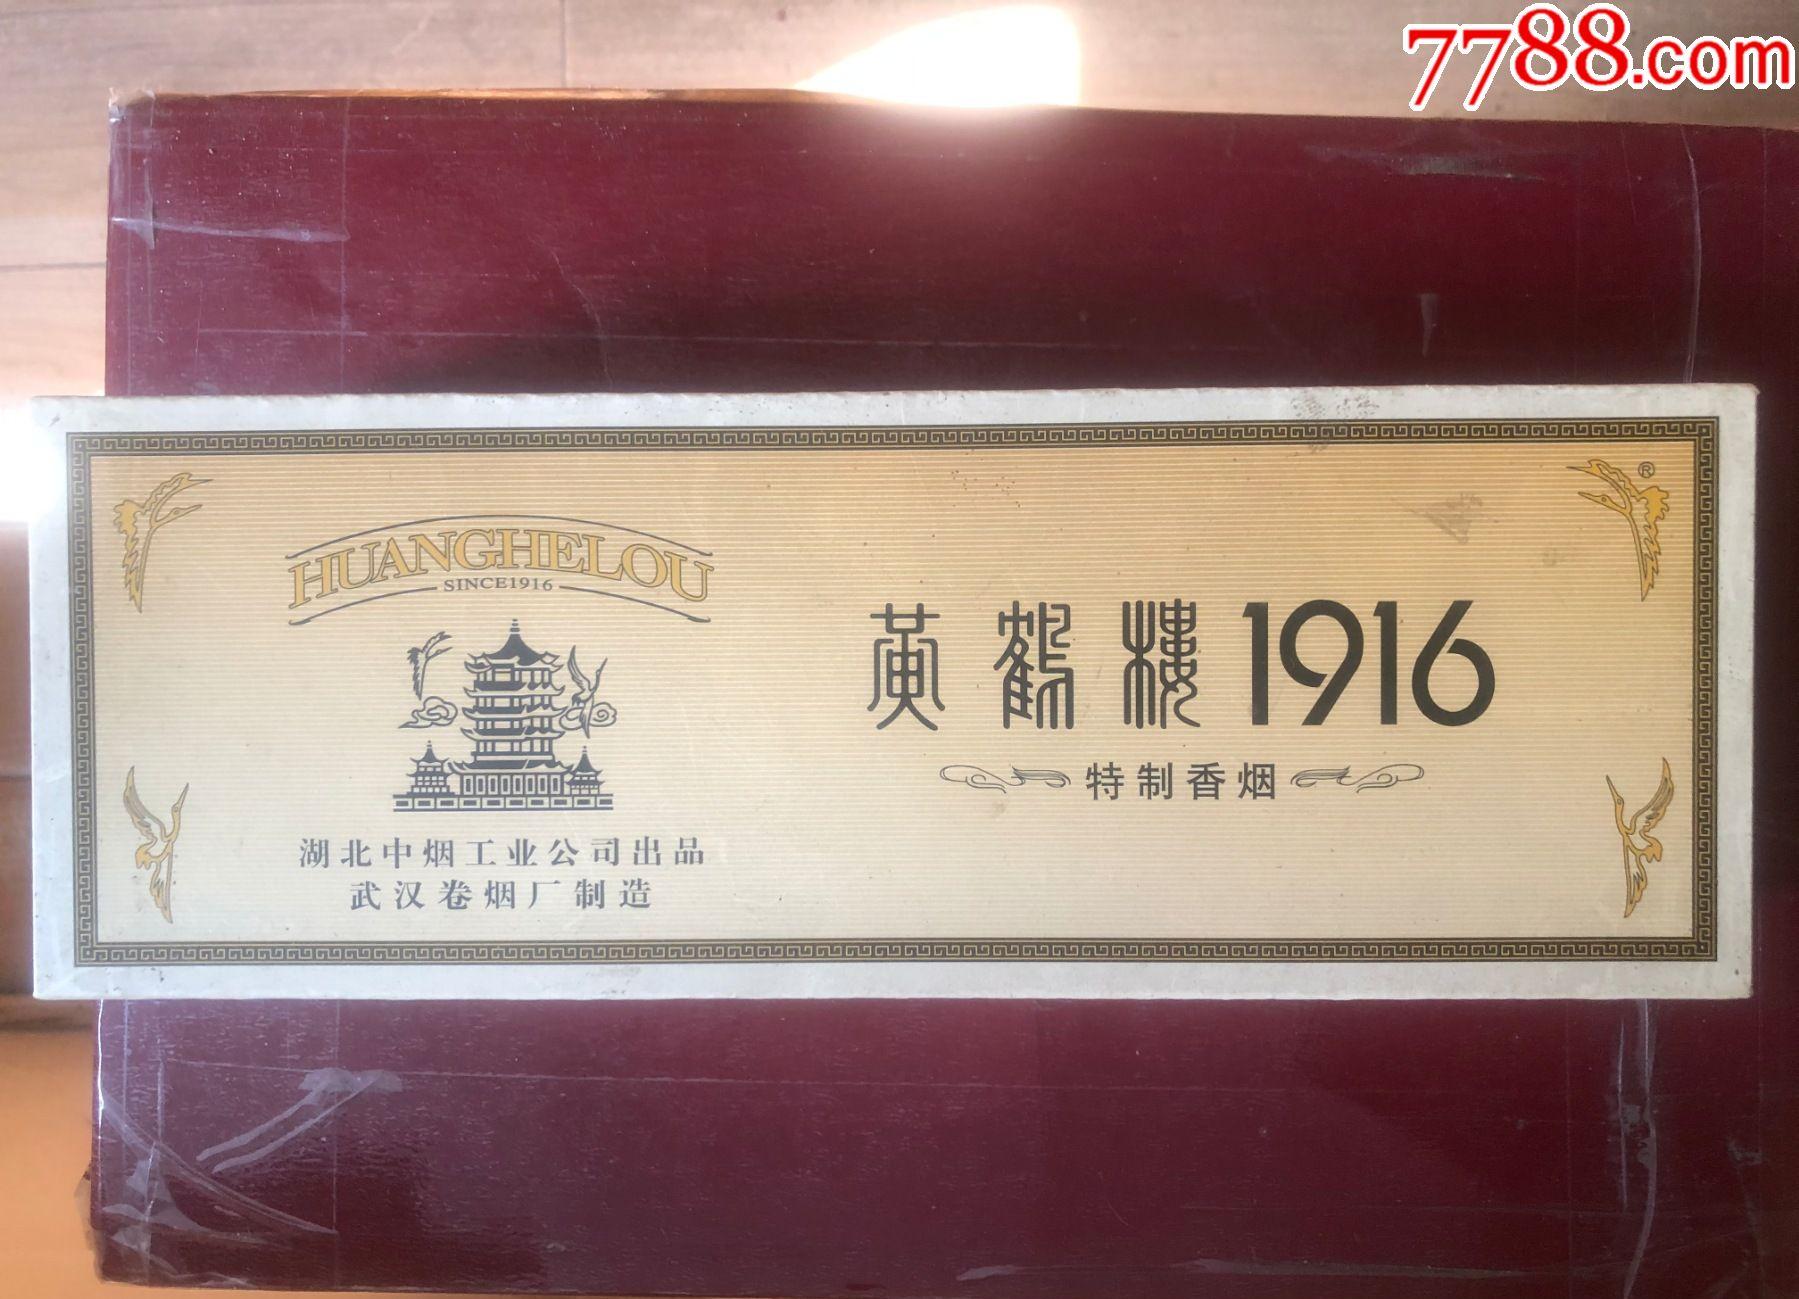 7788.com
®
HUANGHELOU
SINCE1916
黄鹤楼1916
特制香烟
湖北中烟工业公司出品
武汉卷烟厂制造